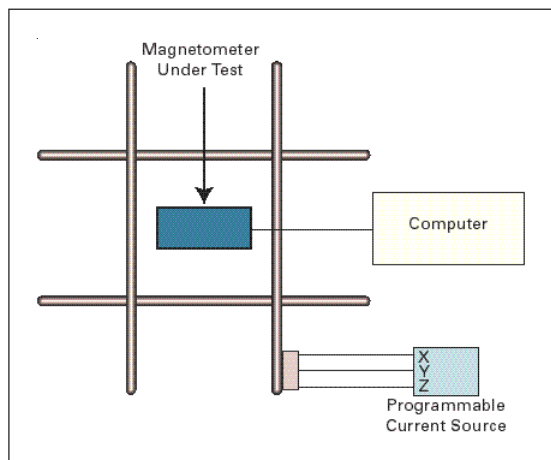 Magnetometer
Under Test
Computer
X
Y
Z
Programmable
Current Source